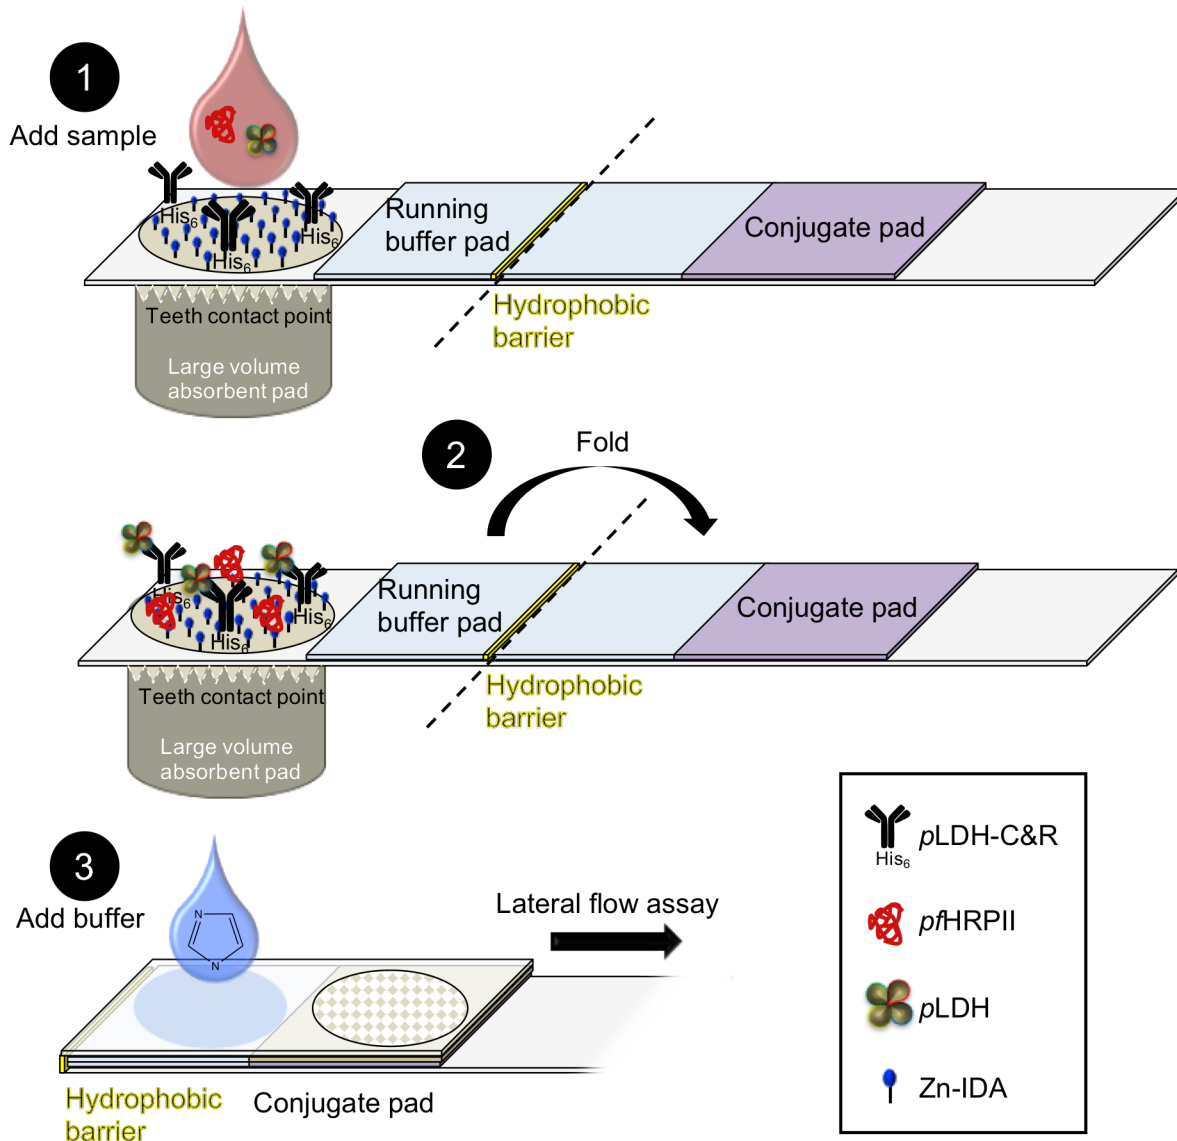 1
Add sample
His6
His6
His6
Running
buffer pad
Conjugate pad
Hydrophobic
barrier
Teeth contact point
Large volume
absorbent pad
2
Fold
His6
His6
His6
Running
buffer pad
Conjugate pad
Hydrophobic
barrier
Teeth contact point
Large volume
absorbent pad
3
Add buffer
N
N
Lateral flow assay
Hydrophobic
barrier
Conjugate pad
His6
pLDH-C&R
pfHRPII
pLDH
Zn-IDA